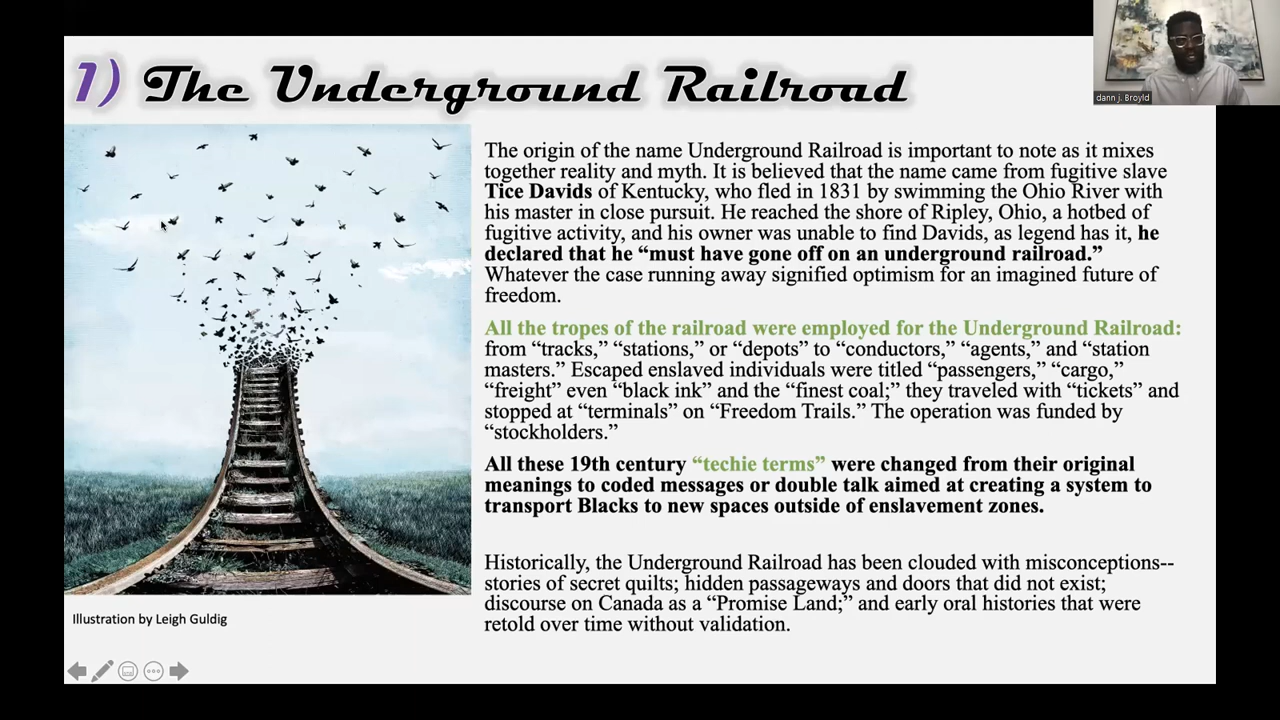 1) The Underground Railroad
dann j. Broyld
The origin of the name Underground Railroad is important to note as it mixes
together reality and myth. It is believed that the name came from fugitive slave
Tice Davids of Kentucky, who fled in 1831 by swimming the Ohio River with
his master in close pursuit. He reached the shore of Ripley, Ohio, a hotbed of
fugitive activity, and his owner was unable to find Davids, as legend has it, he
declared that he “must have gone off on an underground railroad.”
Whatever the case running away signified optimism for an imagined future of
freedom.
All the tropes of the railroad were employed for the Underground Railroad:
from “tracks,” “stations,” or “depots” to “conductors,” “agents,” and “station
masters.” Escaped enslaved individuals were titled “passengers,” “cargo,”
“freight” even “black ink” and the “finest coal;” they traveled with “tickets” and
stopped at “terminals” on “Freedom Trails.” The operation was funded by
“stockholders.”
All these 19th century “techie terms” were changed from their original
meanings to coded messages or double talk aimed at creating a system to
transport Blacks to new spaces outside of enslavement zones.
Historically, the Underground Railroad has been clouded with misconceptions--
stories of secret quilts; hidden passageways and doors that did not exist;
discourse on Canada as a “Promise Land;” and early oral histories that were
retold over time without validation.
Illustration by Leigh Guldig